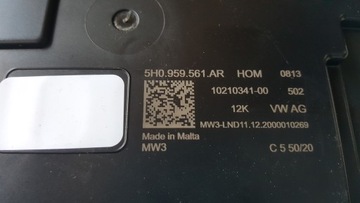 5H0.959.561.AR HOM 0813
10210341-00 502
12K VW AG
MW3-LND11.12.2000010269
Made in Malta
MW3 C 5 50/20